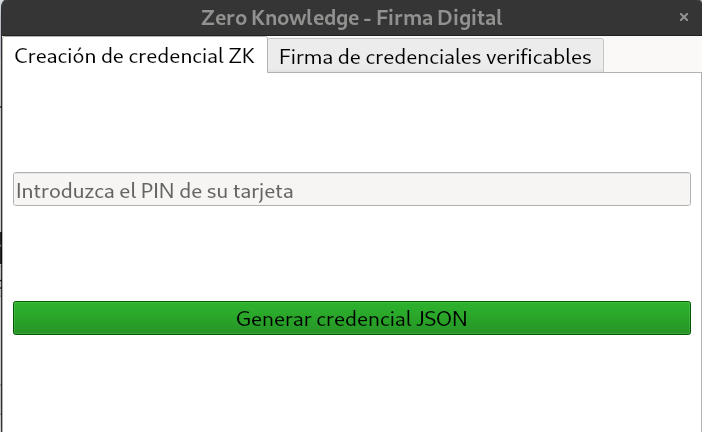 Zero Knowledge - Firma Digital ×
Creación de credencial ZK Firma de credenciales verificables
Introduzca el PIN de su tarjeta
Generar credencial JSON